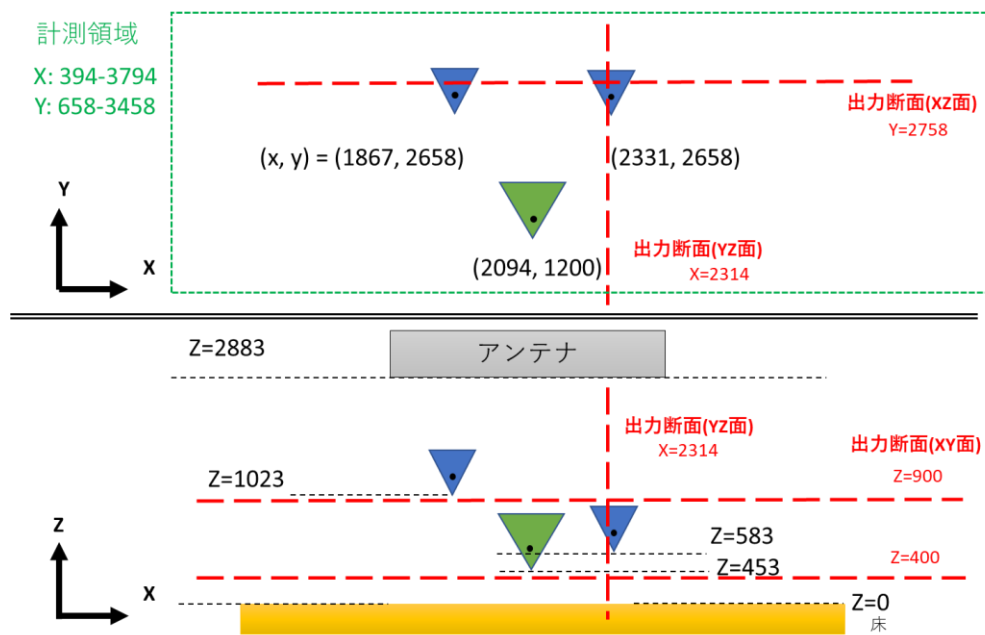 計測領域
X: 394-3794
Y: 658-3458
出力断面(XZ面)
Y=2758
(x, y) = (1867, 2658)
(2331, 2658)
Y
X
(2094, 1200)
出力断面(YZ面)
X=2314
Z=2883
アンテナ
出力断面(YZ面)
X=2314
出力断面(XY面)
Z=900
Z=1023
Z
Z=583
Z=453
Z=400
X
Z=0
床